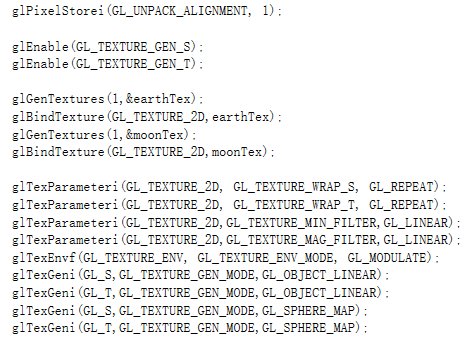 glPixelStorei(GL_UNPACK_ALIGNMENT, 1);
glEnable(GL_TEXTURE_GEN_S);
glEnable(GL_TEXTURE_GEN_T);
glGenTextures(1,&earthTex);
glBindTexture(GL_TEXTURE_2D,earthTex);
glGenTextures(1,&moonTex);
glBindTexture(GL_TEXTURE_2D,moonTex);
glTexParameteri(GL_TEXTURE_2D, GL_TEXTURE_WRAP_S, GL_REPEAT);
glTexParameteri(GL_TEXTURE_2D, GL_TEXTURE_WRAP_T, GL_REPEAT);
glTexParameteri(GL_TEXTURE_2D,GL_TEXTURE_MIN_FILTER,GL_LINEAR);
glTexParameteri(GL_TEXTURE_2D,GL_TEXTURE_MAG_FILTER,GL_LINEAR);
glTexEnvf(GL_TEXTURE_ENV, GL_TEXTURE_ENV_MODE, GL_MODULATE);
glTexGeni(GL_S,GL_TEXTURE_GEN_MODE,GL_OBJECT_LINEAR);
glTexGeni(GL_T,GL_TEXTURE_GEN_MODE,GL_OBJECT_LINEAR);
glTexGeni(GL_S,GL_TEXTURE_GEN_MODE,GL_SPHERE_MAP);
glTexGeni(GL_T,GL_TEXTURE_GEN_MODE,GL_SPHERE_MAP);